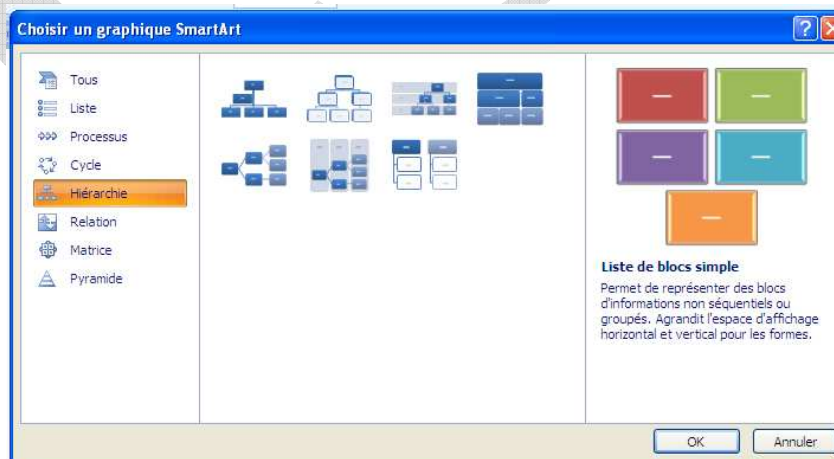 Choisir un graphique SmartArt
Tous
Liste
Processus
Cycle
Hiérarchie
Relation
Matrice
Pyramide
Liste de blocs simple
Permet de représenter des blocs
d'informations non séquentiels ou
groupés. Agrandit l'espace d'affichage
horizontal et vertical pour les formes.
OK
Annuler